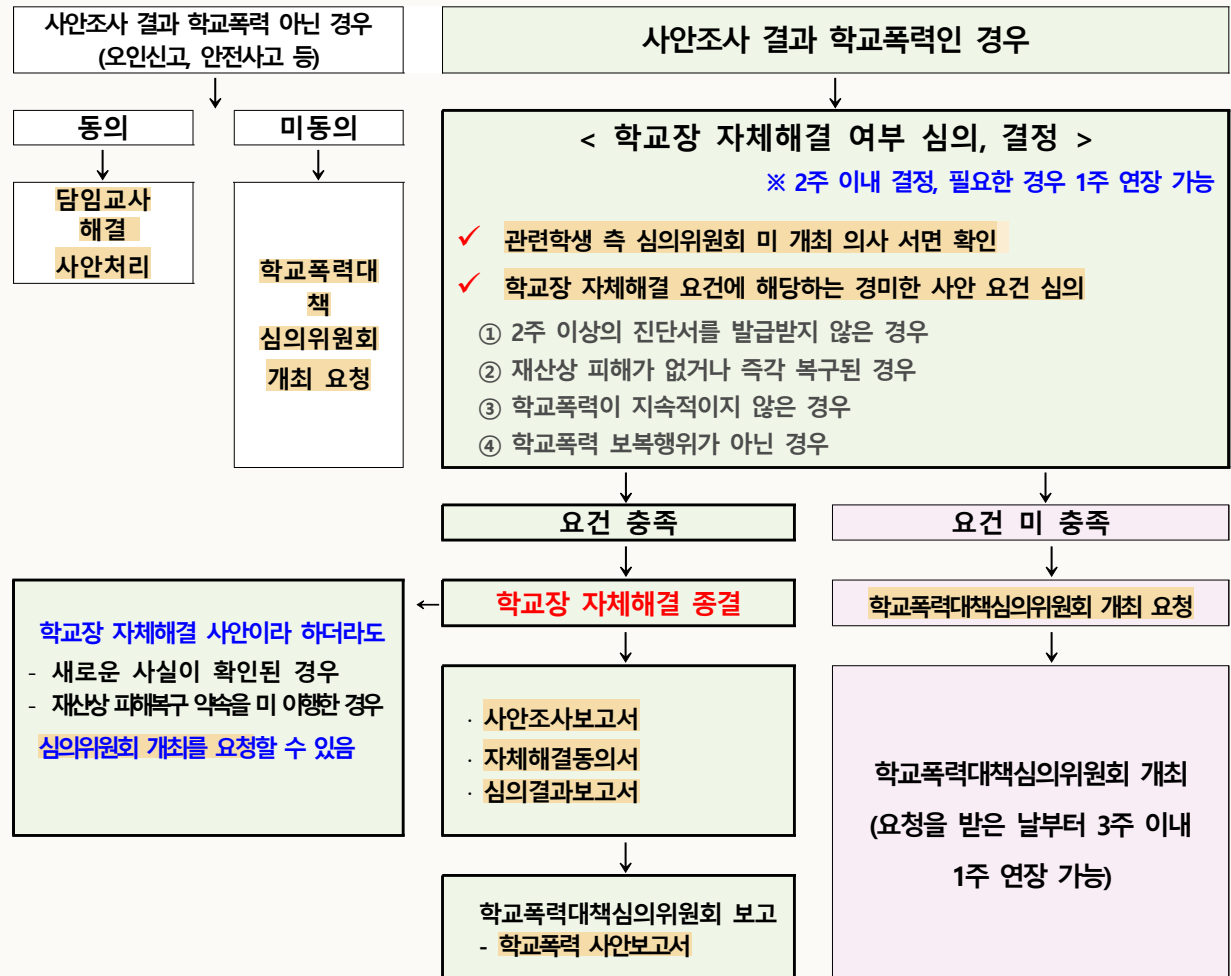 사안조사 결과 학교폭력 아닌 경우
(오인신고, 안전사고 등)
동의
미동의
담임교사
해결
사안처리
학교폭력대
책
심의위원회
개최 요청
사안조사 결과 학교폭력인 경우
< 학교장 자체해결 여부 심의, 결정 >
※ 2주 이내 결정, 필요한 경우 1주 연장 가능
✓ 관련학생 측 심의위원회 미 개최 의사 서면 확인
✓ 학교장 자체해결 요건에 해당하는 경미한 사안 요건 심의
① 2주 이상의 진단서를 발급받지 않은 경우
② 재산상 피해가 없거나 즉각 복구된 경우
③ 학교폭력이 지속적이지 않은 경우
④ 학교폭력 보복행위가 아닌 경우
요건 충족
요건 미 충족
학교장 자체해결 종결
학교폭력대책심의위원회 개최 요청
학교장 자체해결 사안이라 하더라도
- 새로운 사실이 확인된 경우
- 재산상 피해복구 약속을 미 이행한 경우
심의위원회 개최를 요청할 수 있음
· 사안조사보고서
· 자체해결동의서
· 심의결과보고서
학교폭력대책심의위원회 보고
- 학교폭력 사안보고서
학교폭력대책심의위원회 개최
(요청을 받은 날부터 3주 이내
1주 연장 가능)